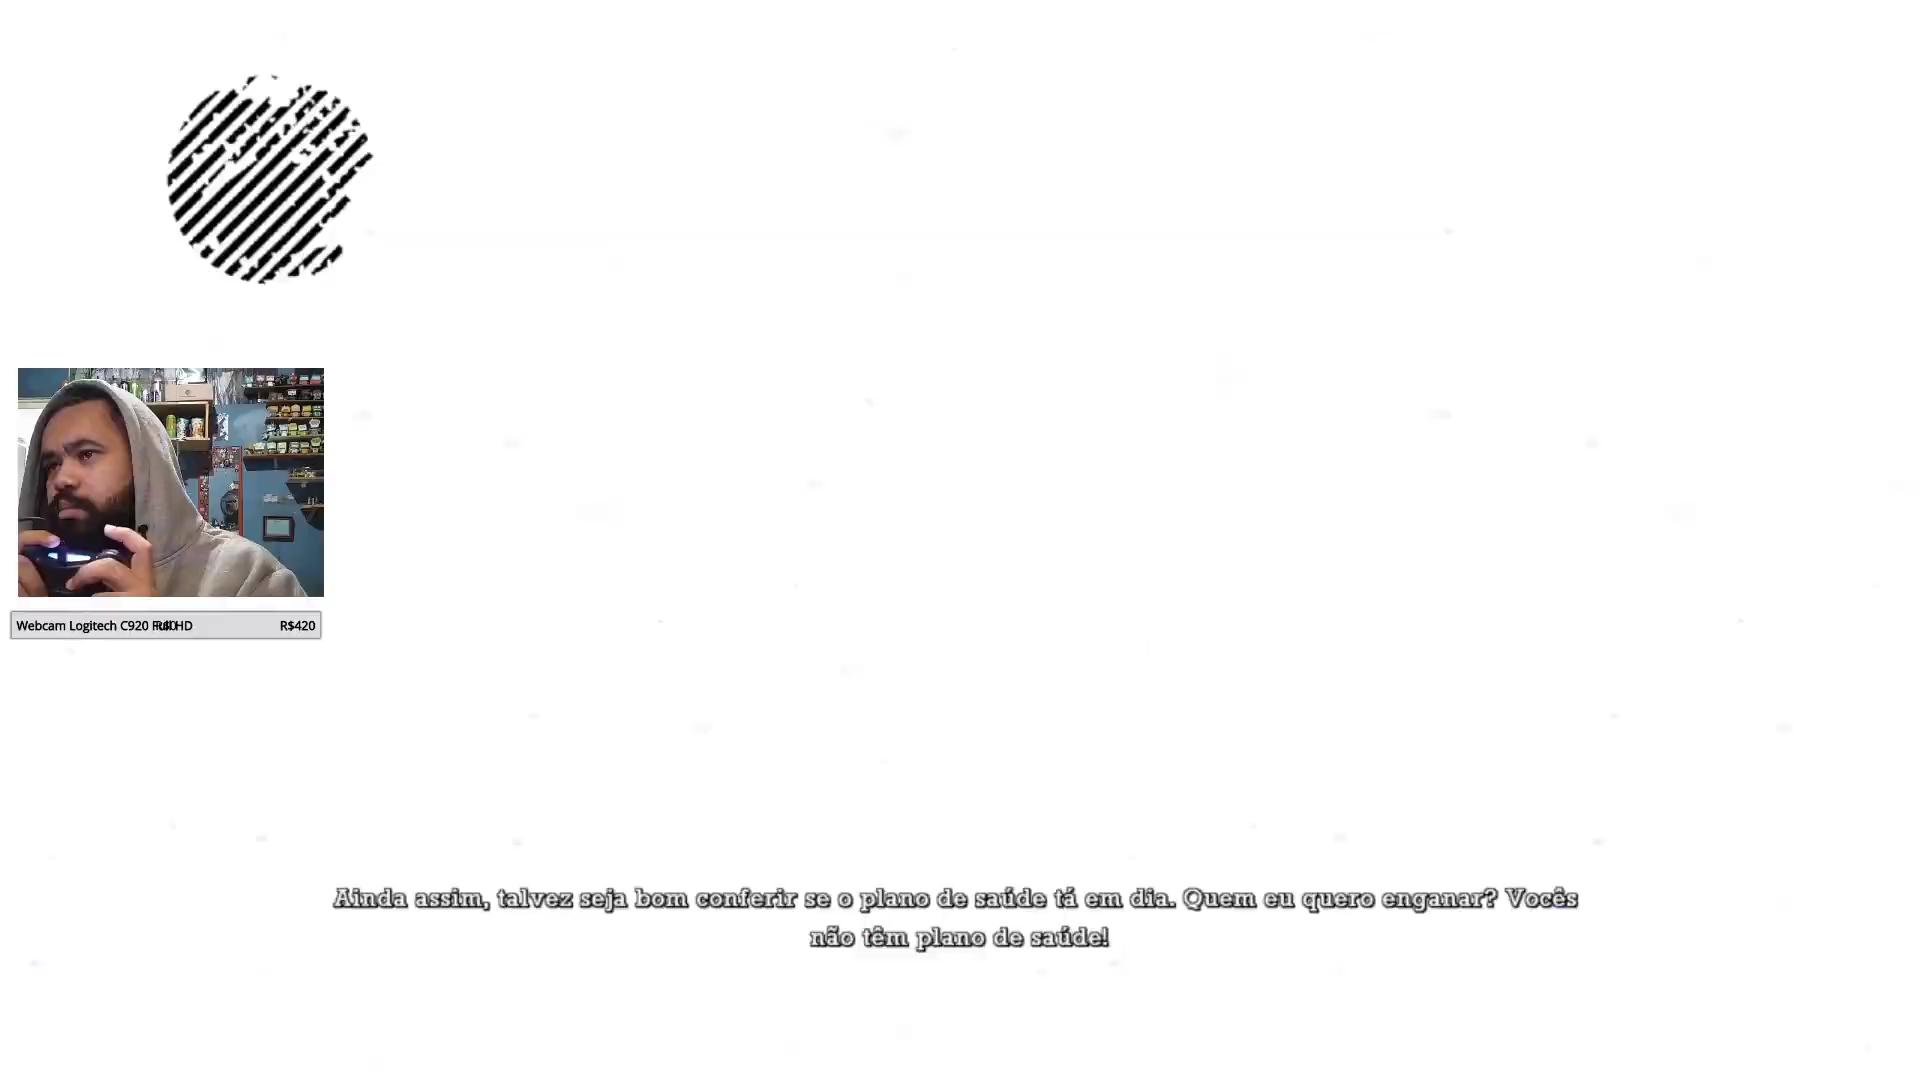 Webcam Logitech C920 Full HD R$420
Ainda assim, talvez seja bom conferir se o plano de saúde tá em dia. Quem eu quero enganar? Vocês
não têm plano de saúde!